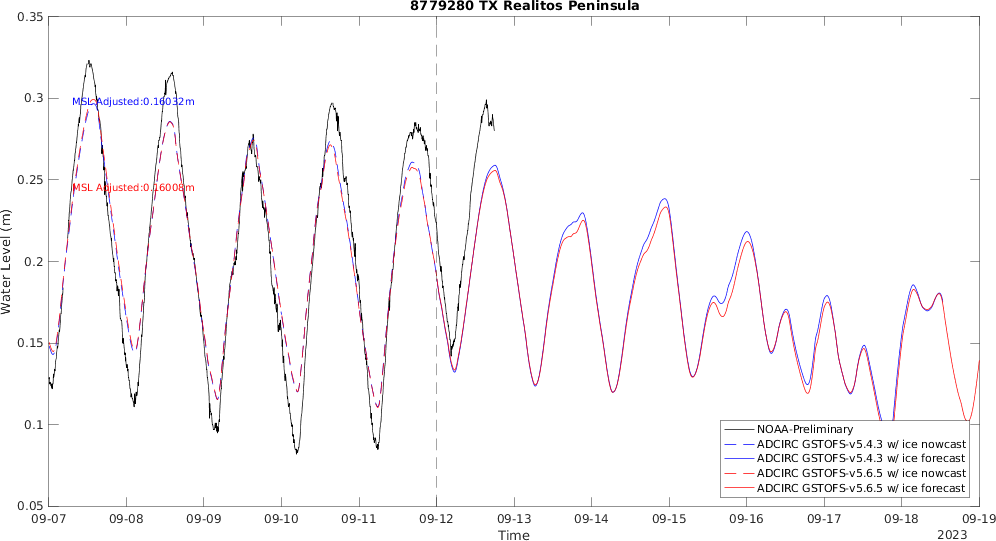 8779280 TX Realitos Peninsula
0.35
0.3
0.25
0.2
0.15
0.1
0.05
Water Level (m)
MSL Adjusted:0.16032m
MSL Adjusted:0.16008m
NOAA-Preliminary
ADCIRC GSTOFS-v5.4.3 w/ ice nowcast
ADCIRC GSTOFS-v5.4.3 w/ ice forecast
ADCIRC GSTOFS-v5.6.5 w/ ice nowcast
ADCIRC GSTOFS-v5.6.5 w/ ice forecast
09-07 09-08 09-09 09-10 09-11 09-12 09-13 09-14 09-15 09-16 09-17 09-18 09-19
Time
2023